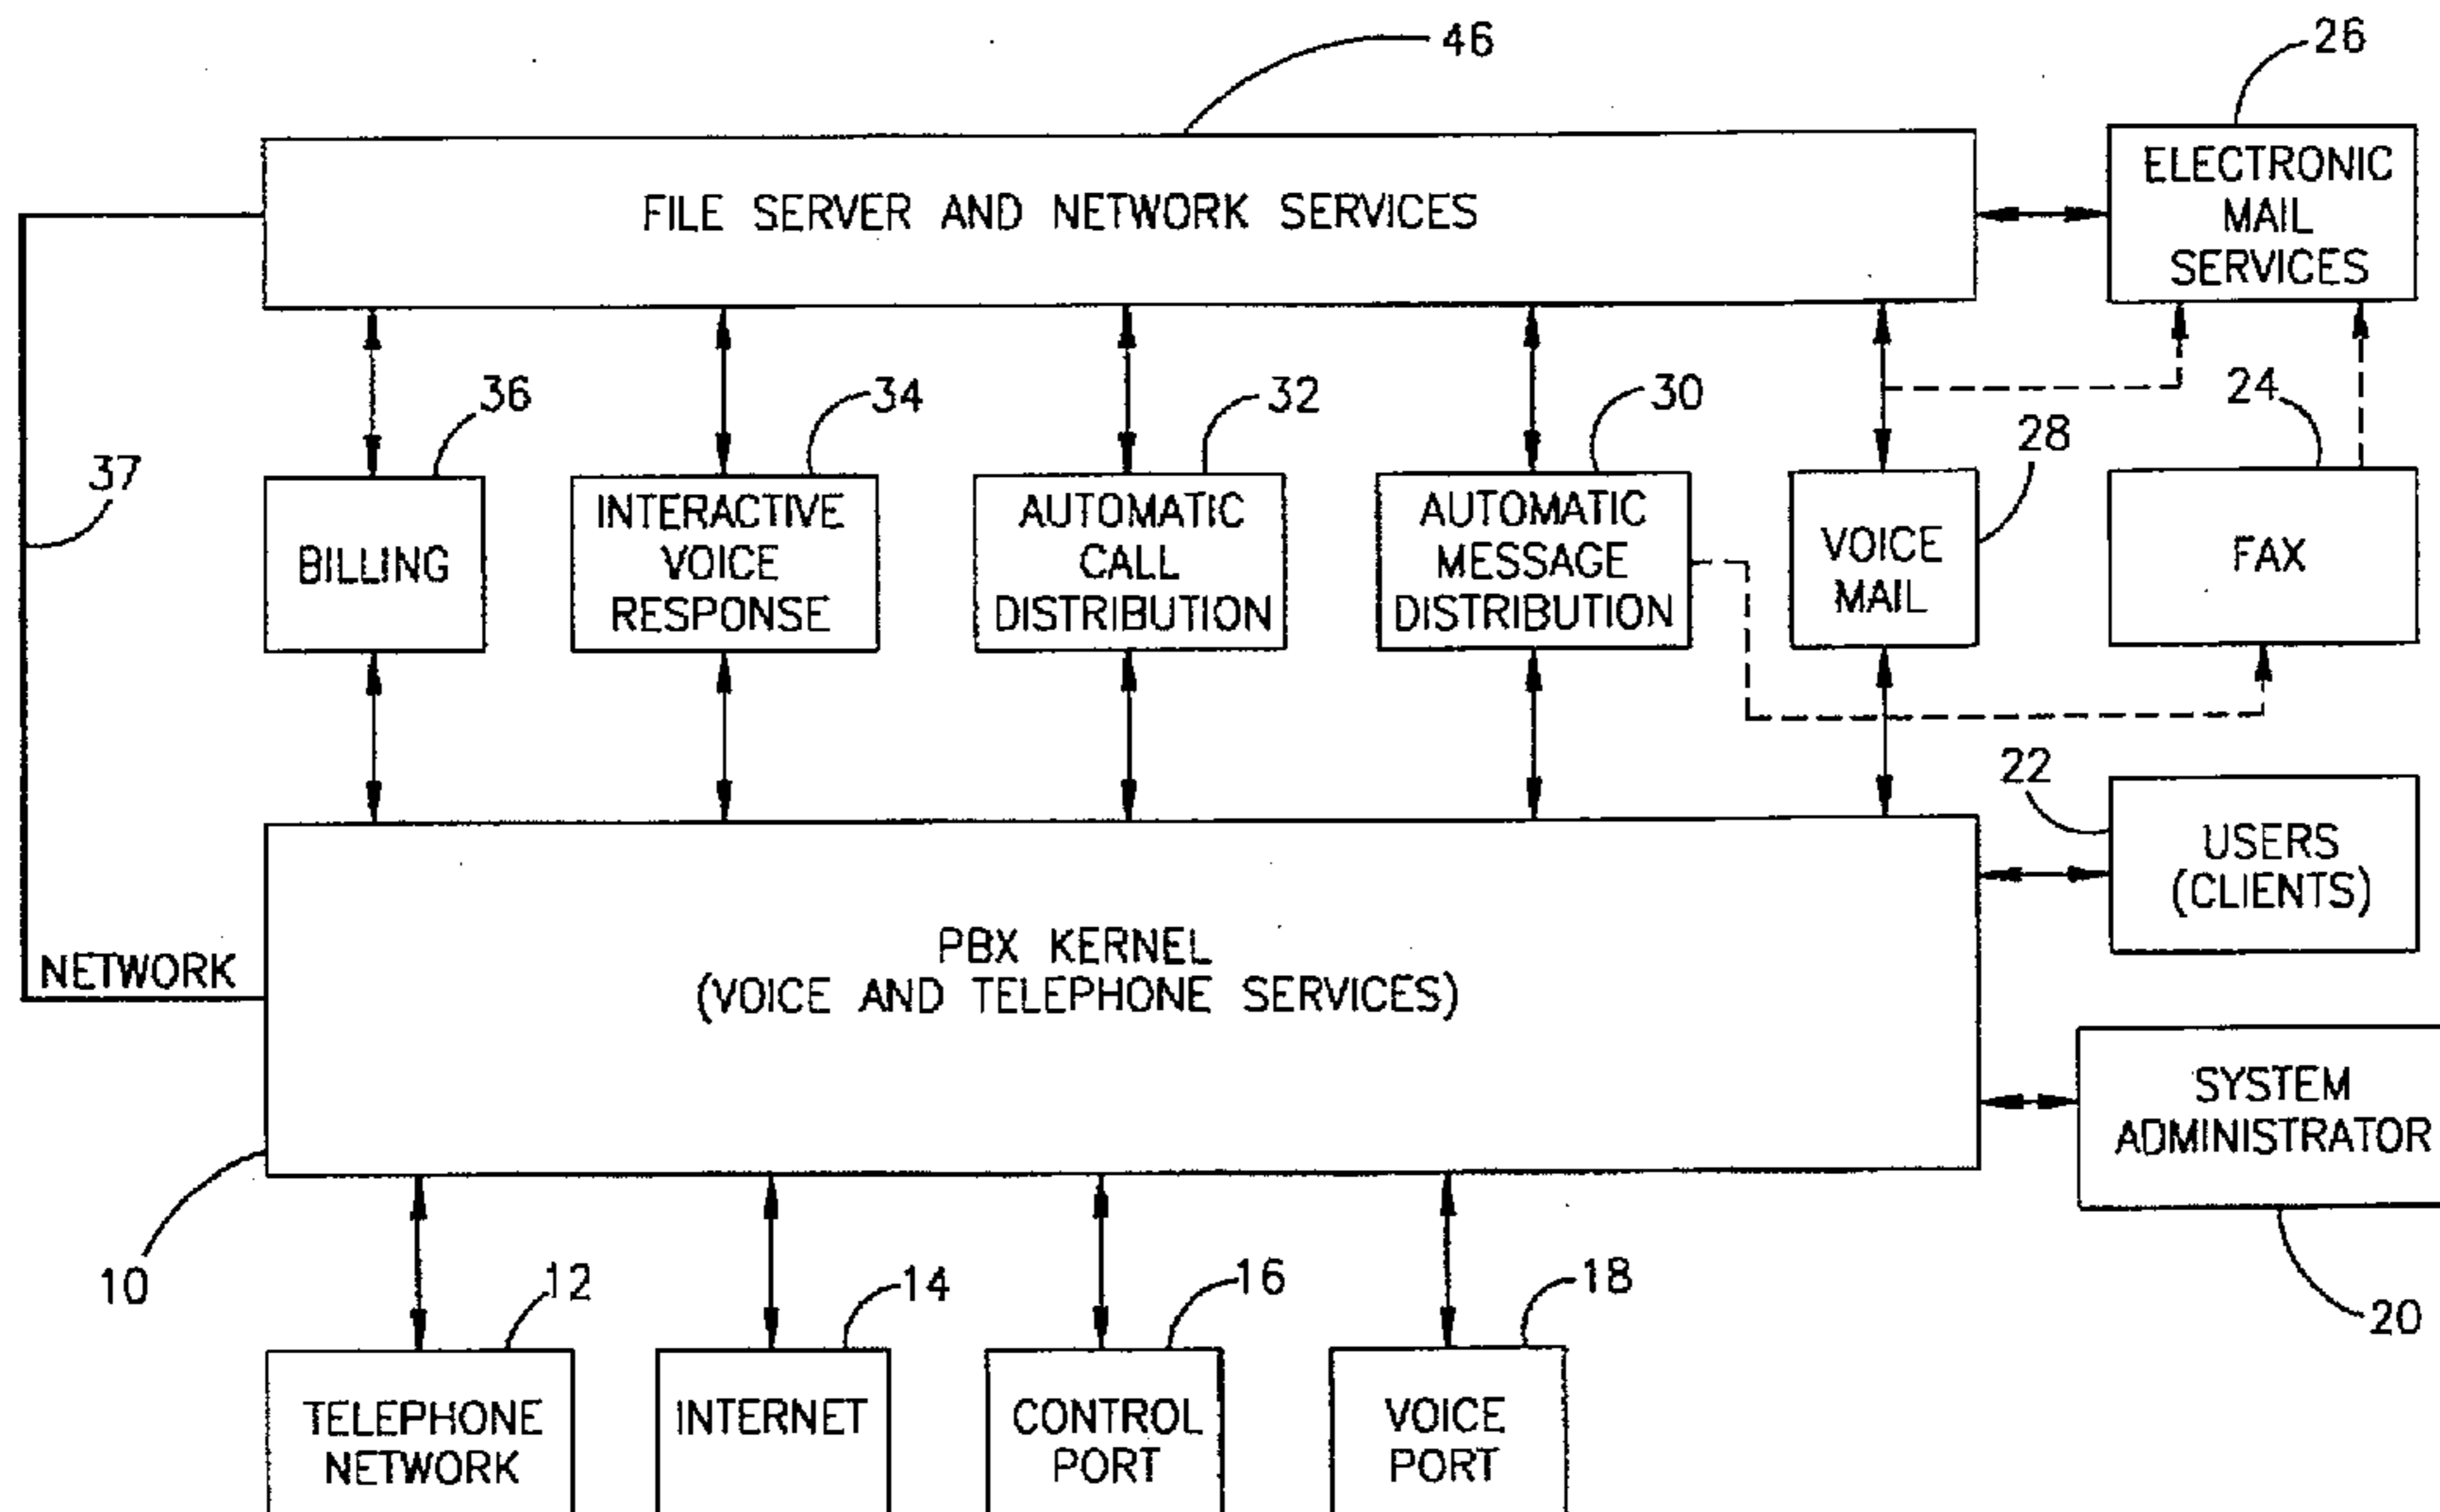 46
26
FILE SERVER AND NETWORK SERVICES
ELECTRONIC
MAIL
SERVICES
36
34
32
30
28
24
37
BILLING
INTERACTIVE
VOICE
RESPONSE
AUTOMATIC
CALL
DISTRIBUTION
AUTOMATIC
MESSAGE
DISTRIBUTION
VOICE
MAIL
FAX
22
USERS
(CLIENTS)
NETWORK
PBX KERNEL
(VOICE AND TELEPHONE SERVICES)
SYSTEM
ADMINISTRATOR
10
12
14
16
18
20
TELEPHONE
NETWORK
INTERNET
CONTROL
PORT
VOICE
PORT